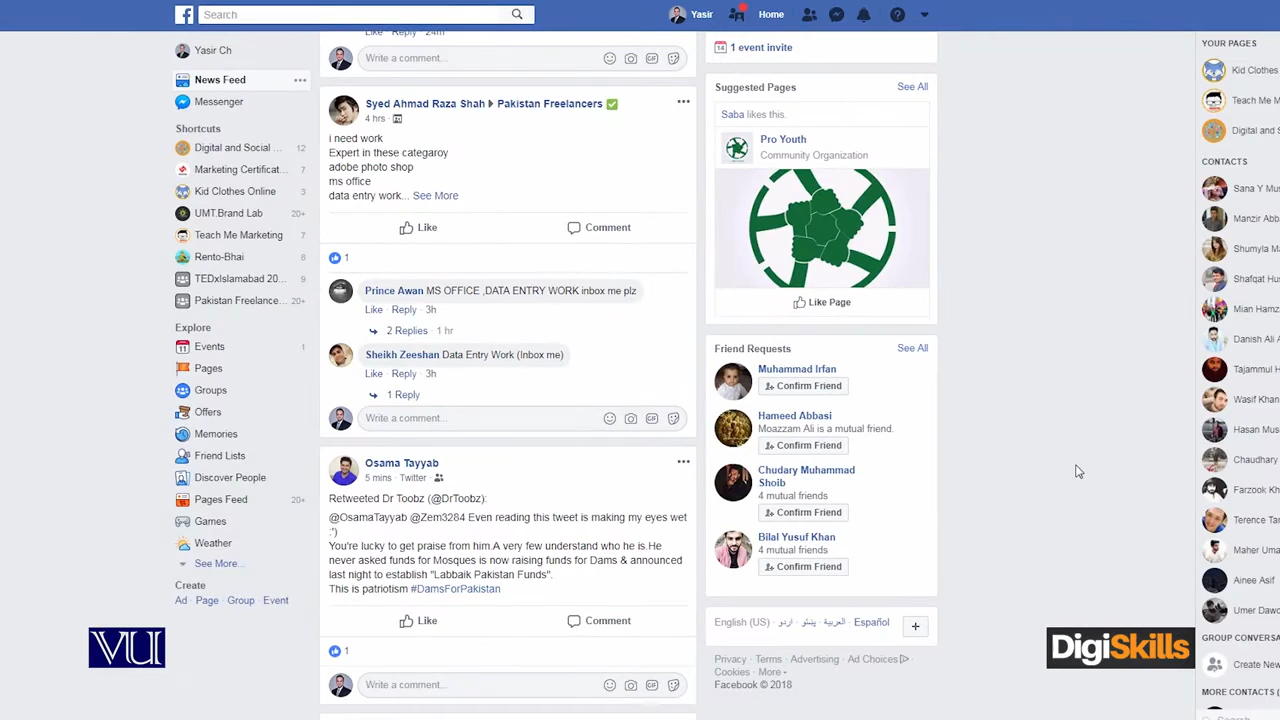 Search
Yasir
Home
Yasir Ch
News Feed
Messenger
Shortcuts
Digital and Social ... 12
Marketing Certificat... 7
Kid Clothes Online 3
UMT.Brand Lab 20+
Teach Me Marketing 7
Rento-Bhai 8
TEDxIslamabad 20... 9
Pakistan Freelance... 20+
Explore
Events 1
Pages
Groups
Offers
Memories
Friend Lists
Discover People
Pages Feed 20+
Games
Weather
See More...
Create
Ad · Page · Group · Event
Like · Reply · 24m
Write a comment...
Syed Ahmad Raza Shah ▸ Pakistan Freelancers ✅
4 hrs ·
i need work
Expert in these categaroy
adobe photo shop
ms office
data entry work... See More
Like Comment
1
Prince Awan MS OFFICE ,DATA ENTRY WORK inbox me plz
Like · Reply · 3h
2 Replies · 1 hr
Sheikh Zeeshan Data Entry Work (Inbox me)
Like · Reply · 3h
1 Reply
Write a comment...
Osama Tayyab
5 mins · Twitter ·
Retweeted Dr Toobz (@DrToobz):
@OsamaTayyab @Zem3284 Even reading this tweet is making my eyes wet
:')
You're lucky to get praise from him.A very few understand who he is.He
never asked funds for Mosques is now raising funds for Dams & announced
last night to establish "Labbaik Pakistan Funds".
This is patriotism #DamsForPakistan
Like Comment
1
Write a comment...
14 1 event invite
Suggested Pages See All
Saba likes this.
Pro Youth
Community Organization
Like Page
Friend Requests See All
Muhammad Irfan
Confirm Friend
Hameed Abbasi
Moazzam Ali is a mutual friend.
Confirm Friend
Chudary Muhammad
Shoib
4 mutual friends
Confirm Friend
Bilal Yusuf Khan
4 mutual friends
Confirm Friend
English (US) · اردو · پښتو · العربية · Español
Privacy · Terms · Advertising · Ad Choices ·
Cookies · More
Facebook © 2018
YOUR PAGES
Kid Clothes
Teach Me
Digital and
CONTACTS
Sana Y Mus
Manzir Abb
Shumyla Ma
Shafqat Hus
Mian Hamz
Danish Ali A
Tajammul H
Wasif Khan
Hasan Mus
Chaudhary
Farzook Kh
Terence Tar
Maher Uma
Ainee Asif
Umer Dawo
GROUP CONVERSA
Create New
MORE CONTACTS (
Search
VU
DigiSkills